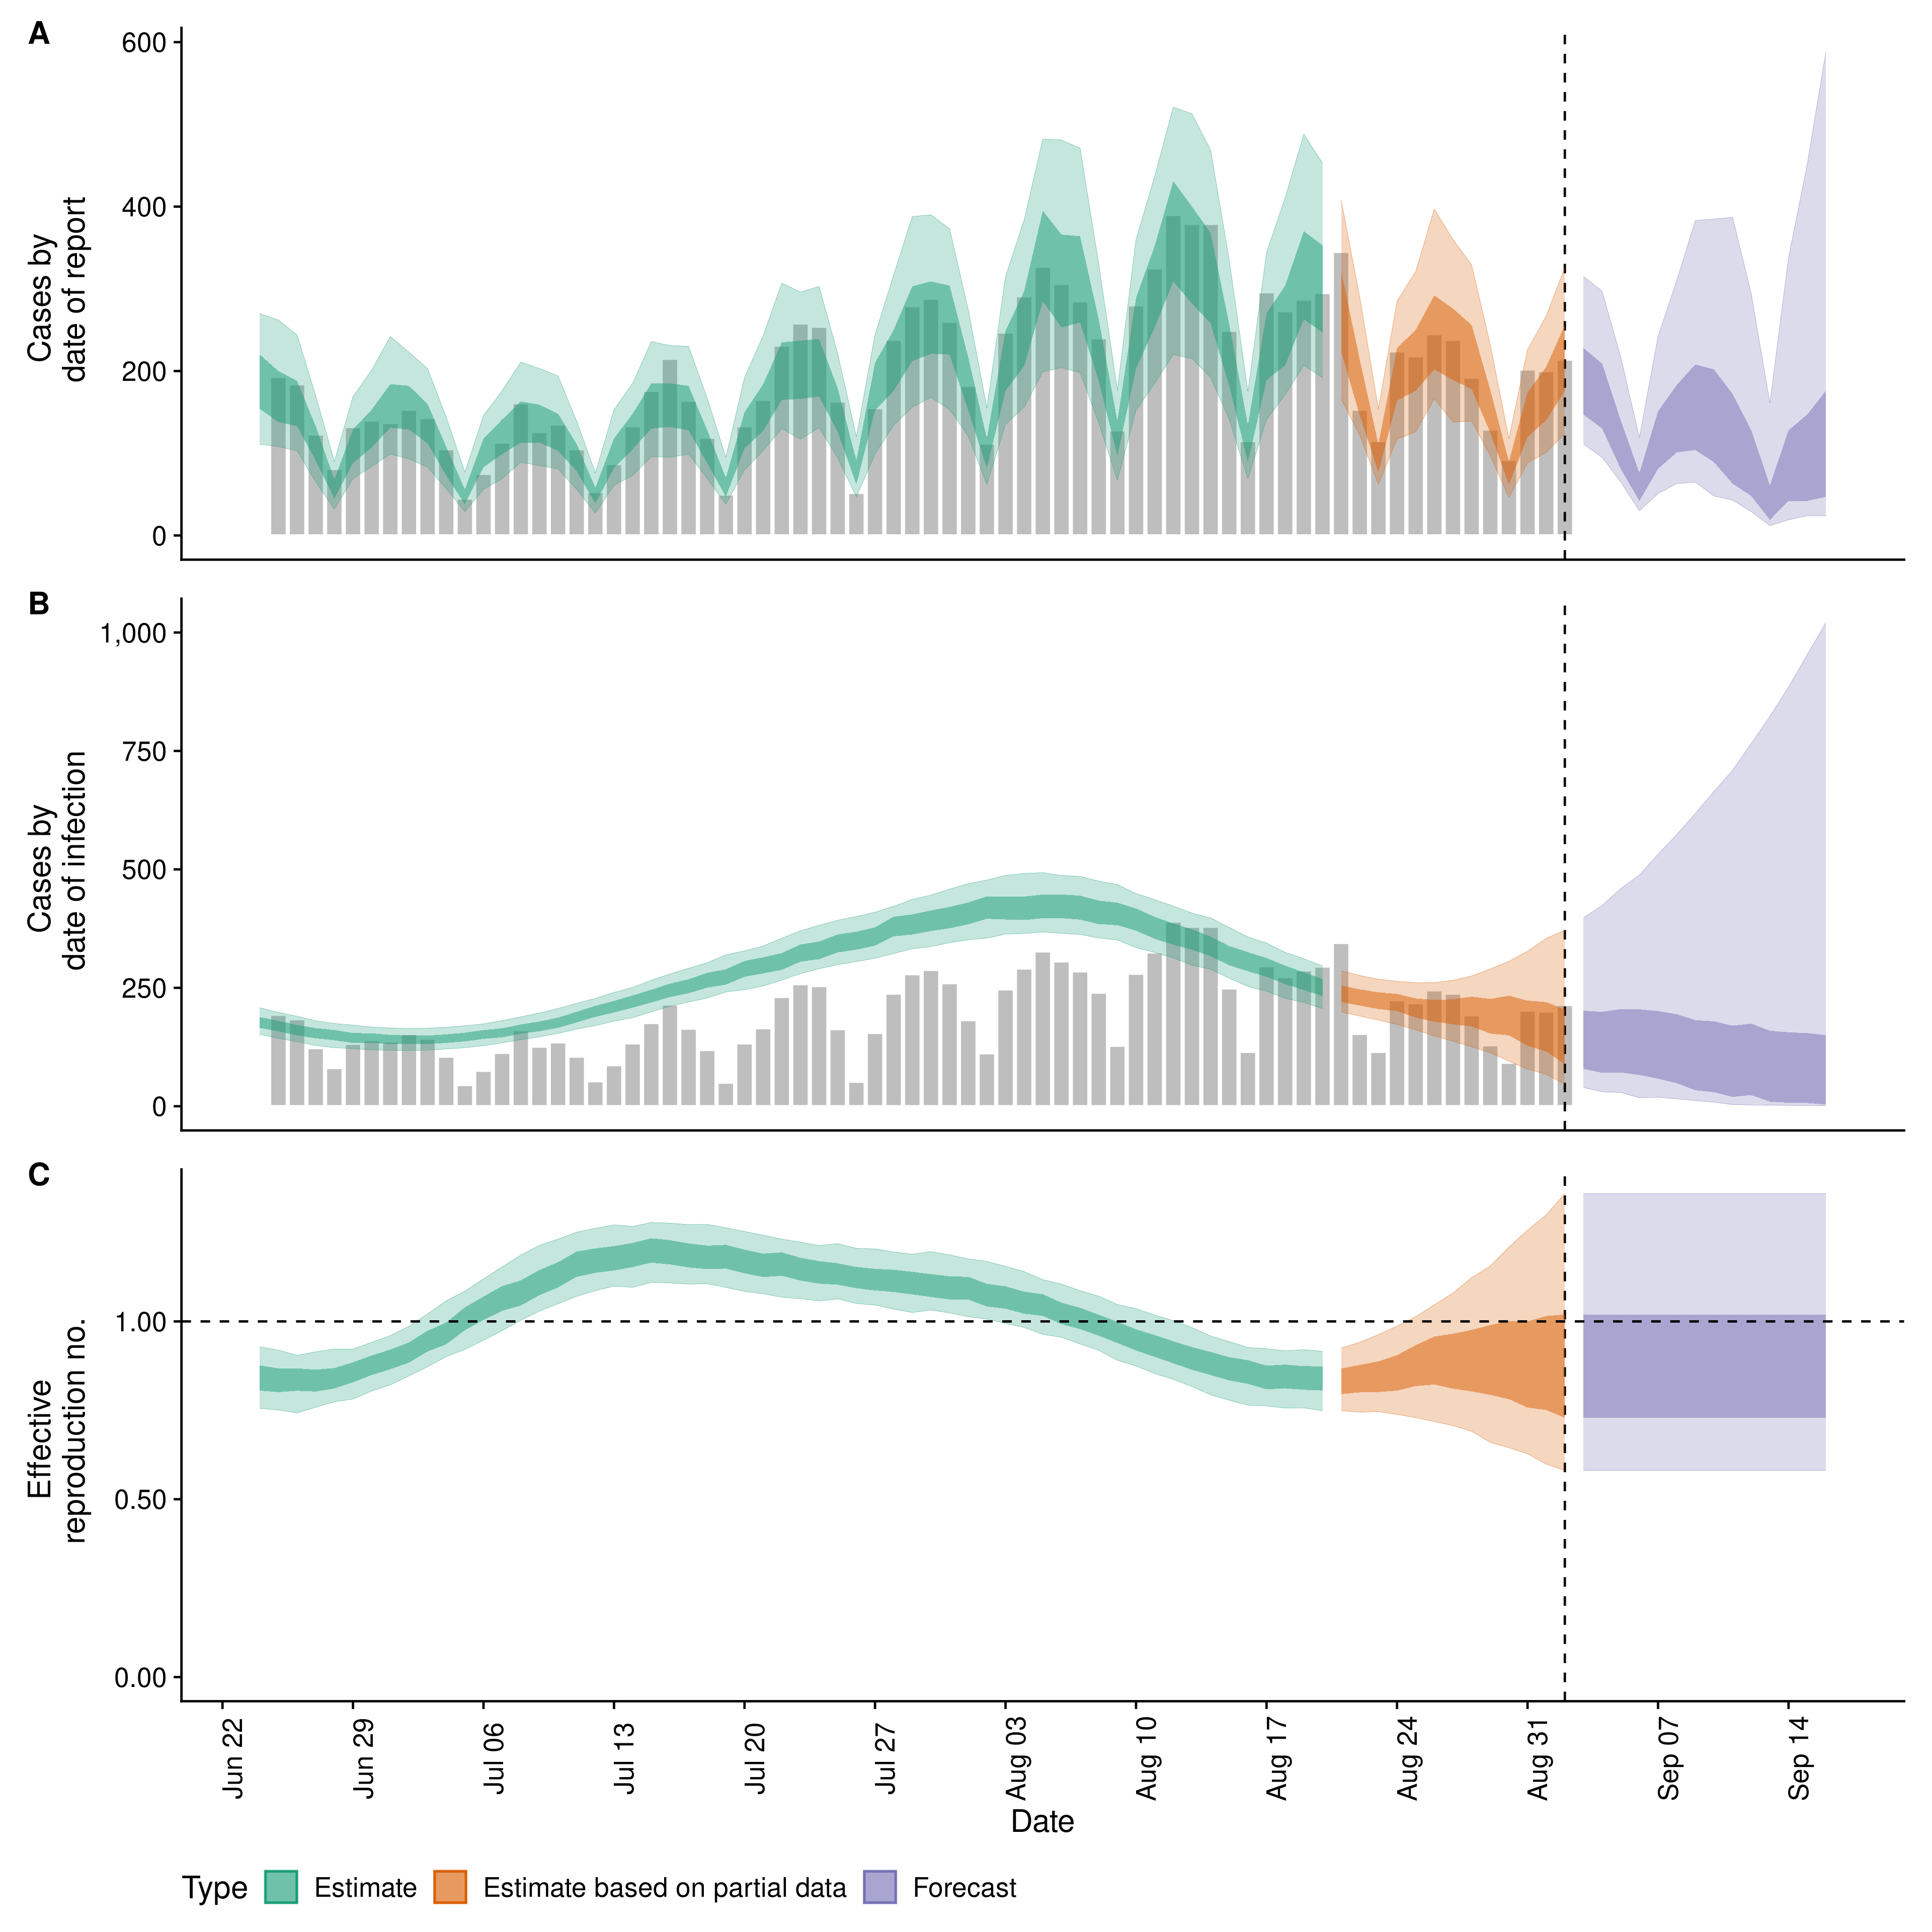 A
600
400
200
0
Cases by
date of report
B
1,000
750
500
250
0
Cases by
date of infection
C
1.00
0.50
0.00
Effective
reproduction no.
Jun 22
Jun 29
Jul 06
Jul 13
Jul 20
Jul 27
Aug 03
Aug 10
Aug 17
Aug 24
Aug 31
Sep 07
Sep 14
Date
Type Estimate Estimate based on partial data Forecast